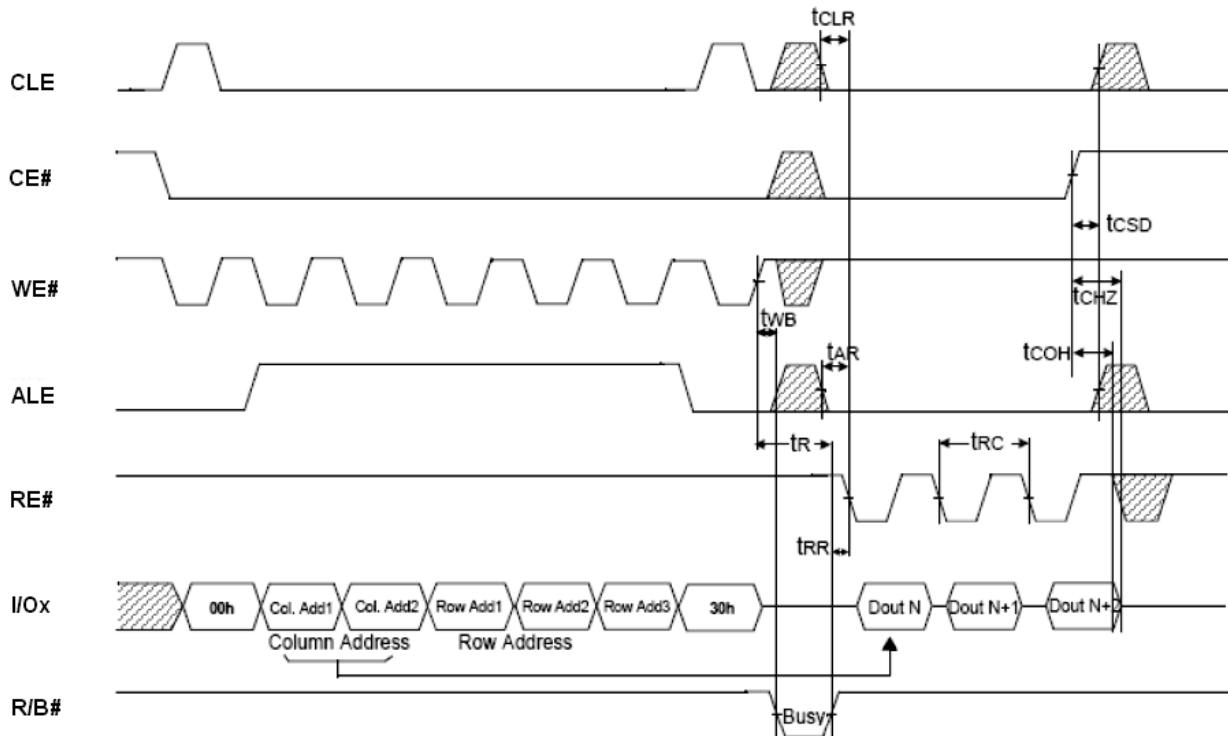 tCLR
CLE
CE#
tCSD
WE#
tCHZ
tWB
tCOH
tAR
ALE
tR
tRC
RE#
tRR
I/Ox
00h
Col. Add1
Col. Add2
Row Add1
Row Add2
Row Add3
30h
Dout N
Dout N+1
Dout N+2
Column Address
Row Address
R/B#
Busy